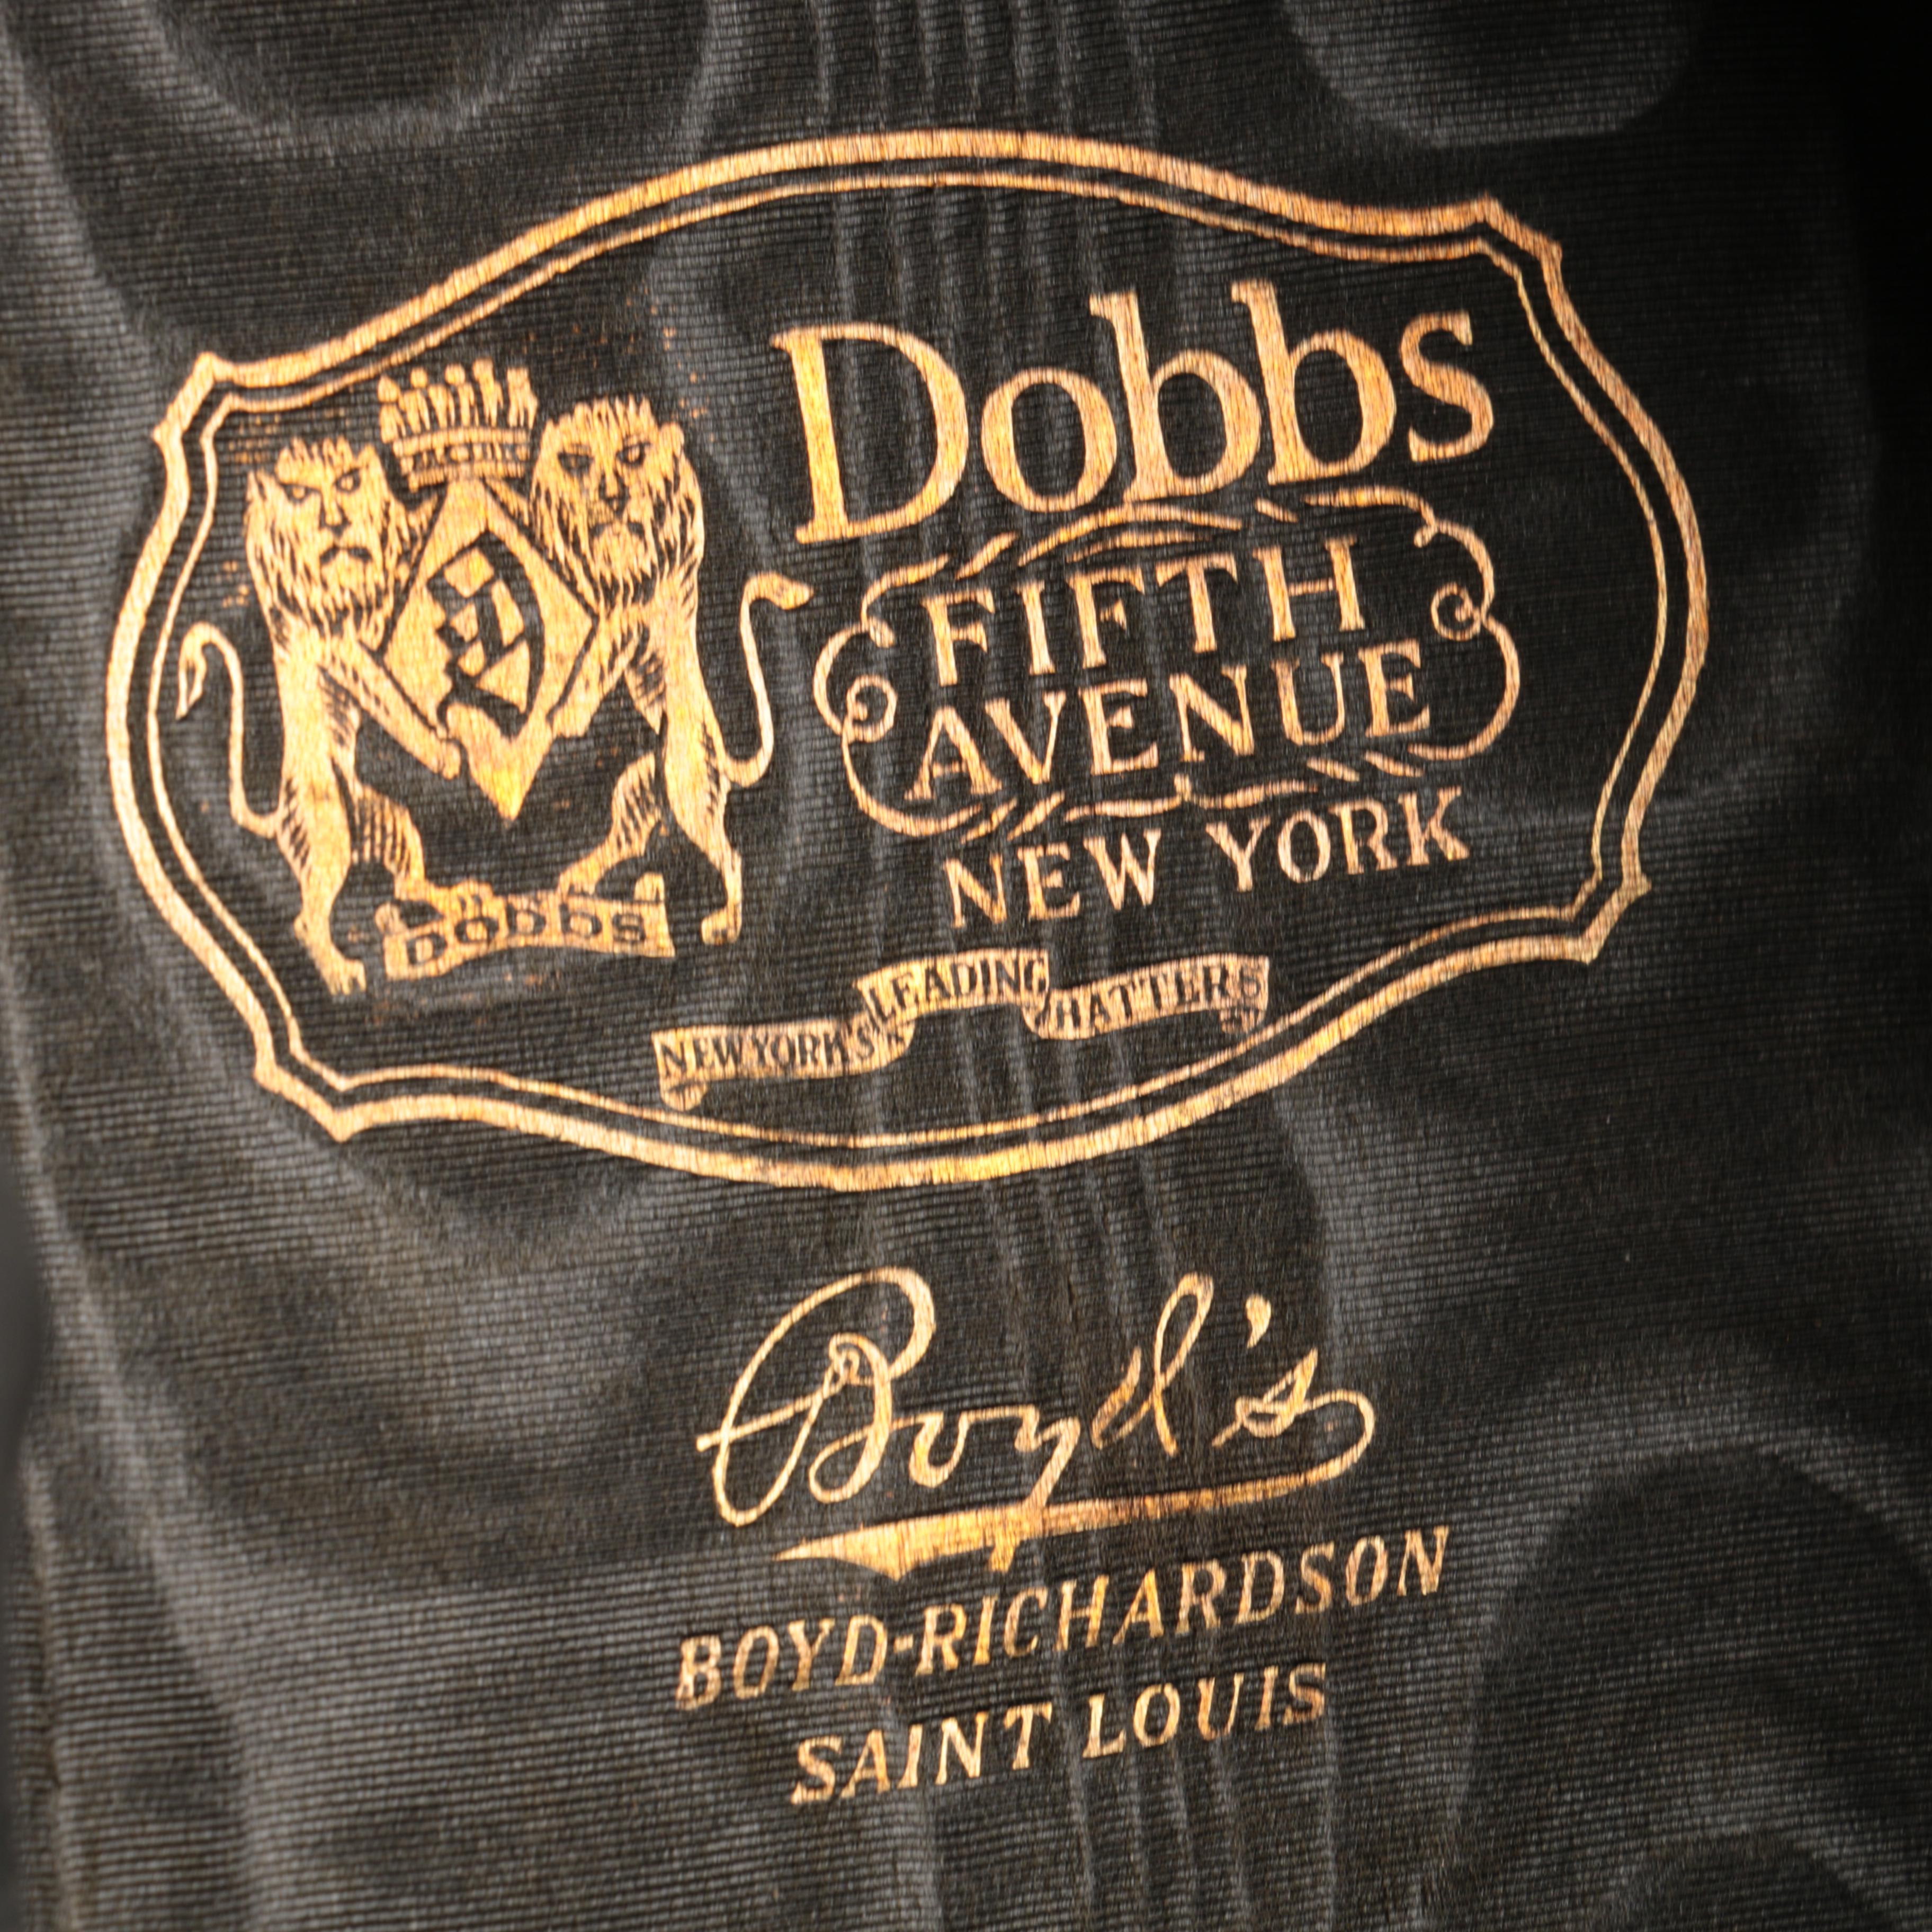 Dobbs
FIFTH
AVENUE
NEW YORK
DOBBS
NEW YORK'S LEADING HATTERS
Boyd's
BOYD-RICHARDSON
SAINT LOUIS